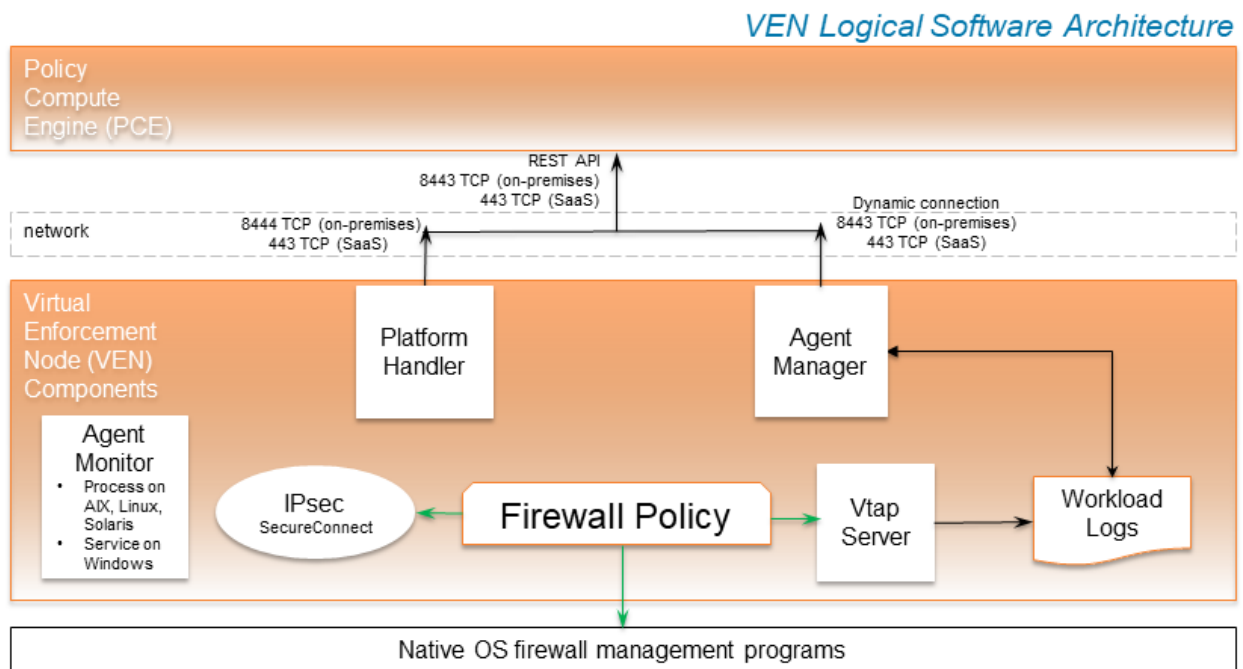 VEN Logical Software Architecture
Policy
Compute
Engine (PCE)
REST API
8443 TCP (on-premises)
443 TCP (SaaS)
network
8444 TCP (on-premises)
443 TCP (SaaS)
Dynamic connection
8443 TCP (on-premises)
443 TCP (SaaS)
Virtual
Enforcement
Node (VEN)
Components
Platform
Handler
Agent
Manager
Agent
Monitor
• Process on
AIX, Linux,
Solaris
• Service on
Windows
IPsec
SecureConnect
Firewall Policy
Vtap
Server
Workload
Logs
Native OS firewall management programs